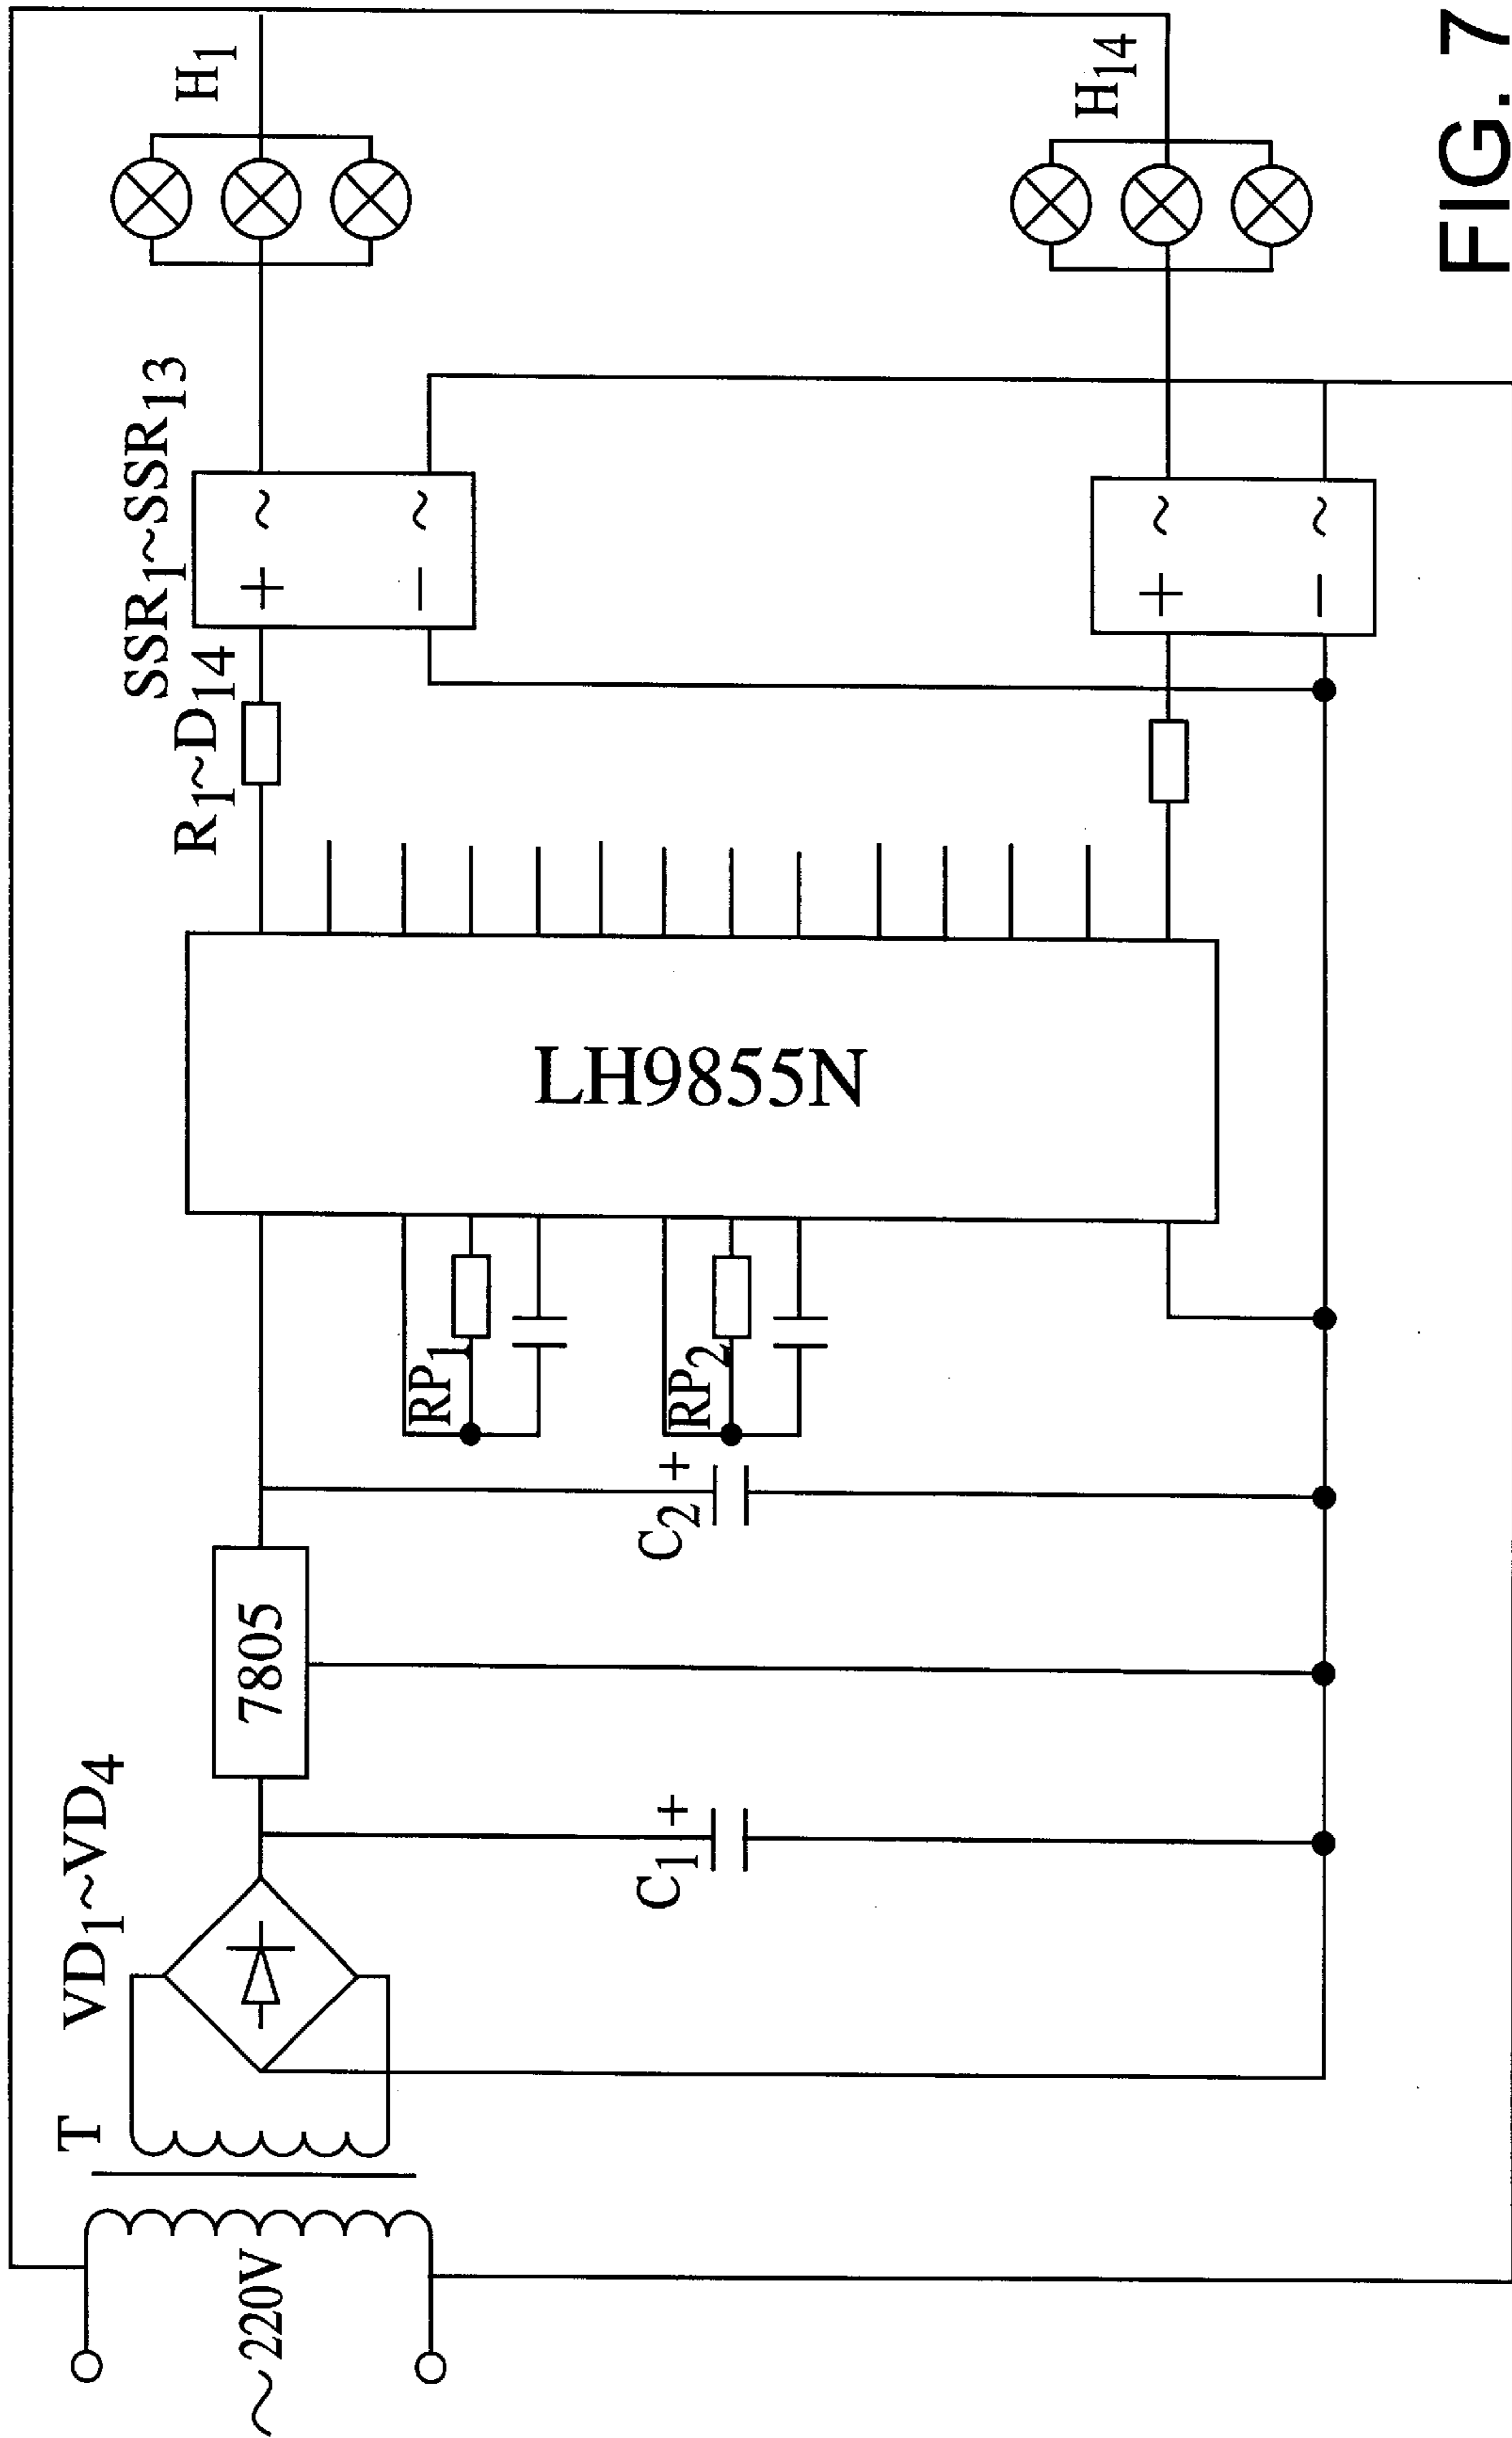 ~220V
T
VD1~VD4
7805
C1 +
C2 +
RP1
RP2
LH9855N
R1~D14
SSR1~SSR13
+ ~
- ~
+ ~
- ~
H1
H14
FIG. 7